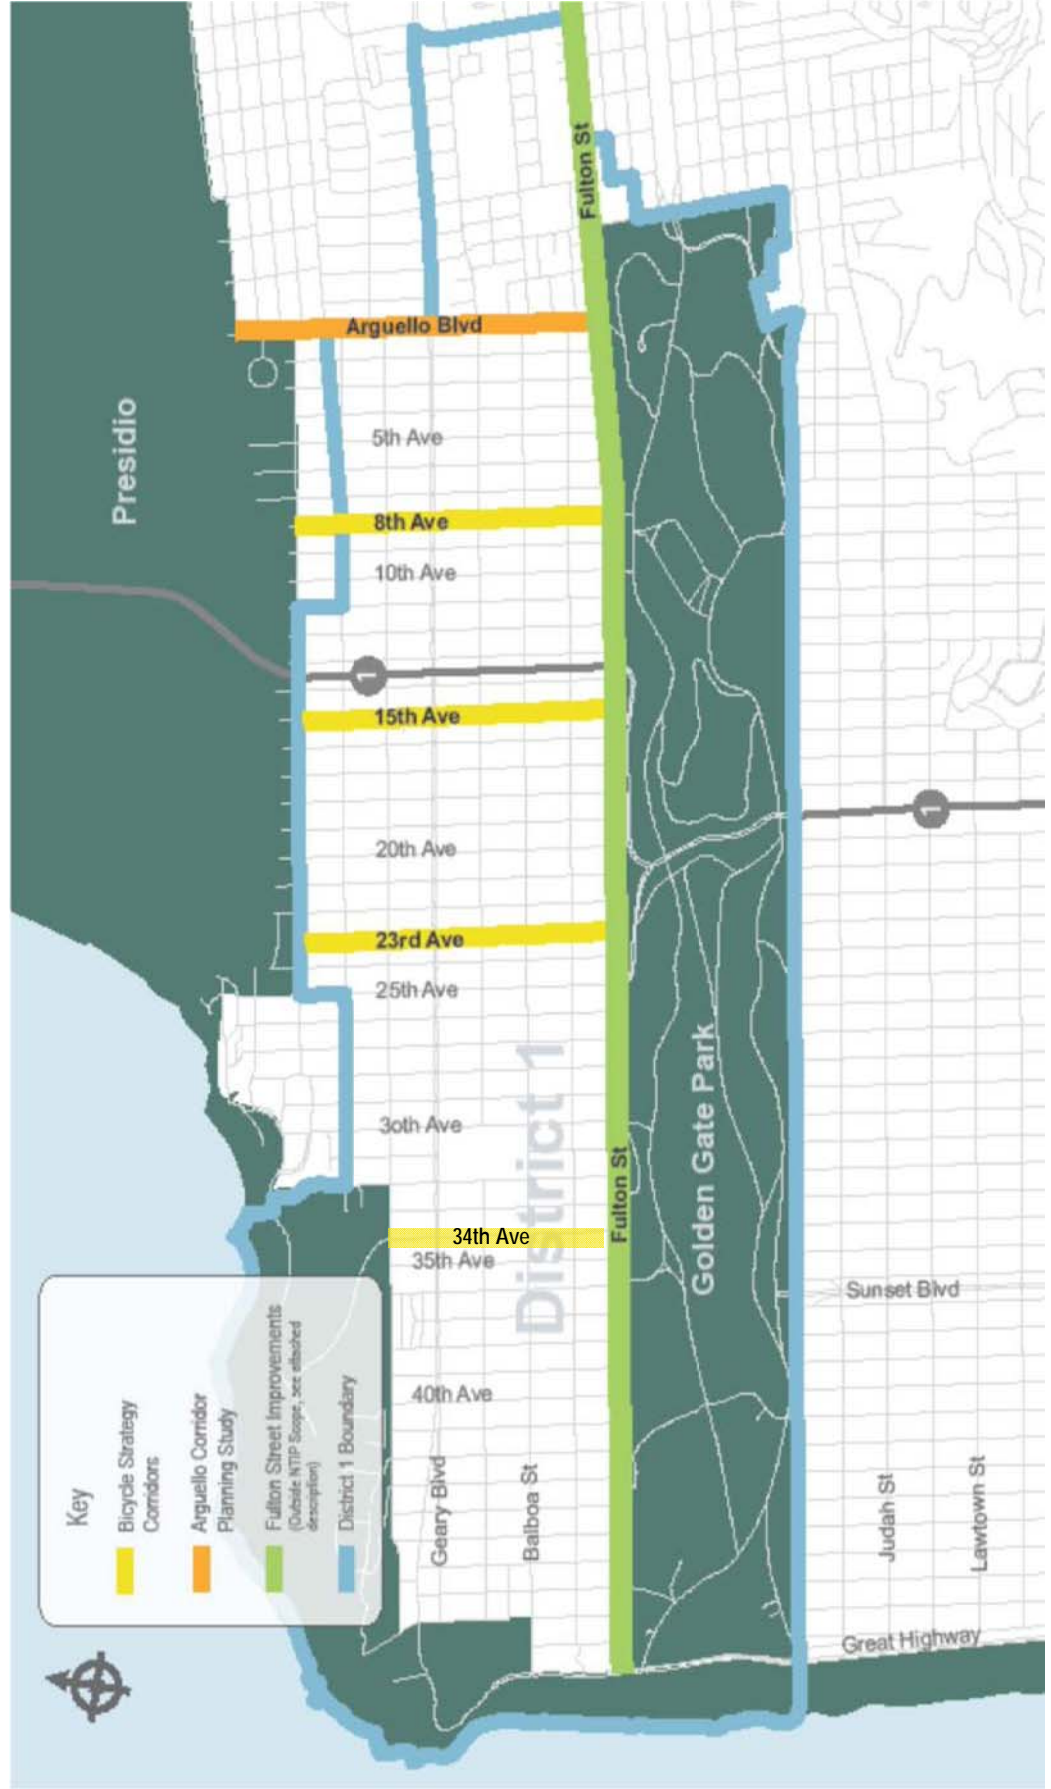 Key
Bicycle Strategy
Corridors
Arguello Corridor
Planning Study
Fulton Street Improvements
(Outside NTIP Scope, see attached
description)
District 1 Boundary
Presidio
Arguello Blvd
5th Ave
8th Ave
10th Ave
1
15th Ave
20th Ave
23rd Ave
25th Ave
3oth Ave
34th Ave
35th Ave
40th Ave
District 1
Geary Blvd
Balboa St
Fulton St
Fulton St
Golden Gate Park
1
Sunset Blvd
Judah St
Lawtown St
Great Highway